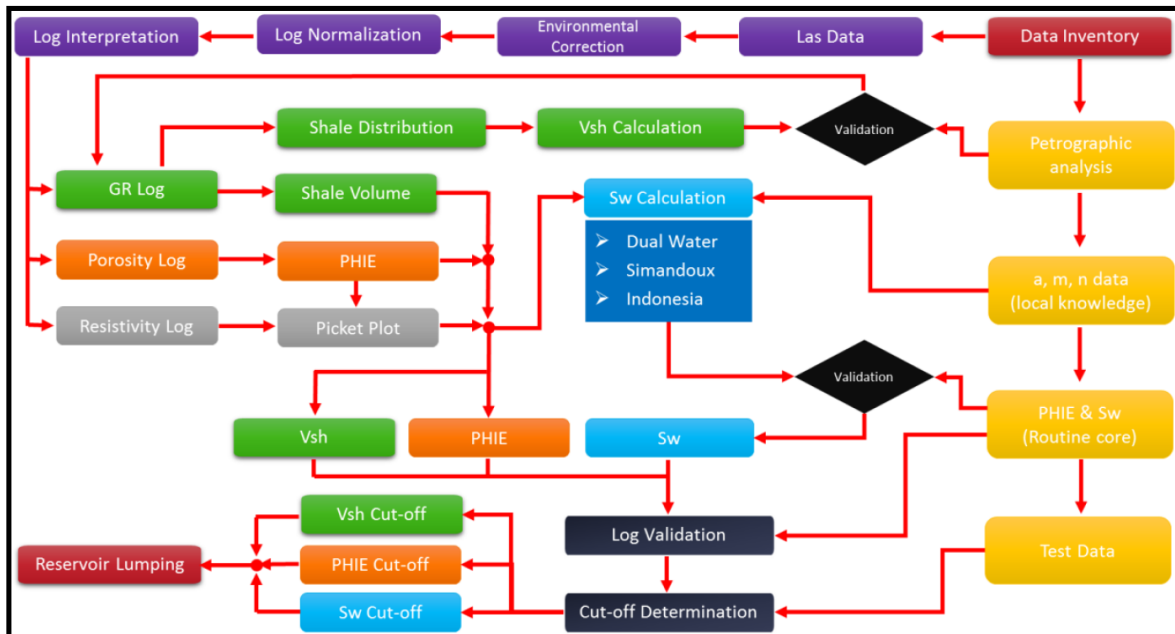 Log Interpretation
Log Normalization
Environmental
Correction
Las Data
Data Inventory
Shale Distribution
Vsh Calculation
Validation
Petrographic
analysis
GR Log
Shale Volume
Sw Calculation
Dual Water
Simandoux
Indonesia
Porosity Log
PHIE
a, m, n data
(local knowledge)
Resistivity Log
Picket Plot
Validation
Vsh
PHIE
Sw
PHIE & Sw
(Routine core)
Vsh Cut-off
Log Validation
Reservoir Lumping
PHIE Cut-off
Test Data
Sw Cut-off
Cut-off Determination